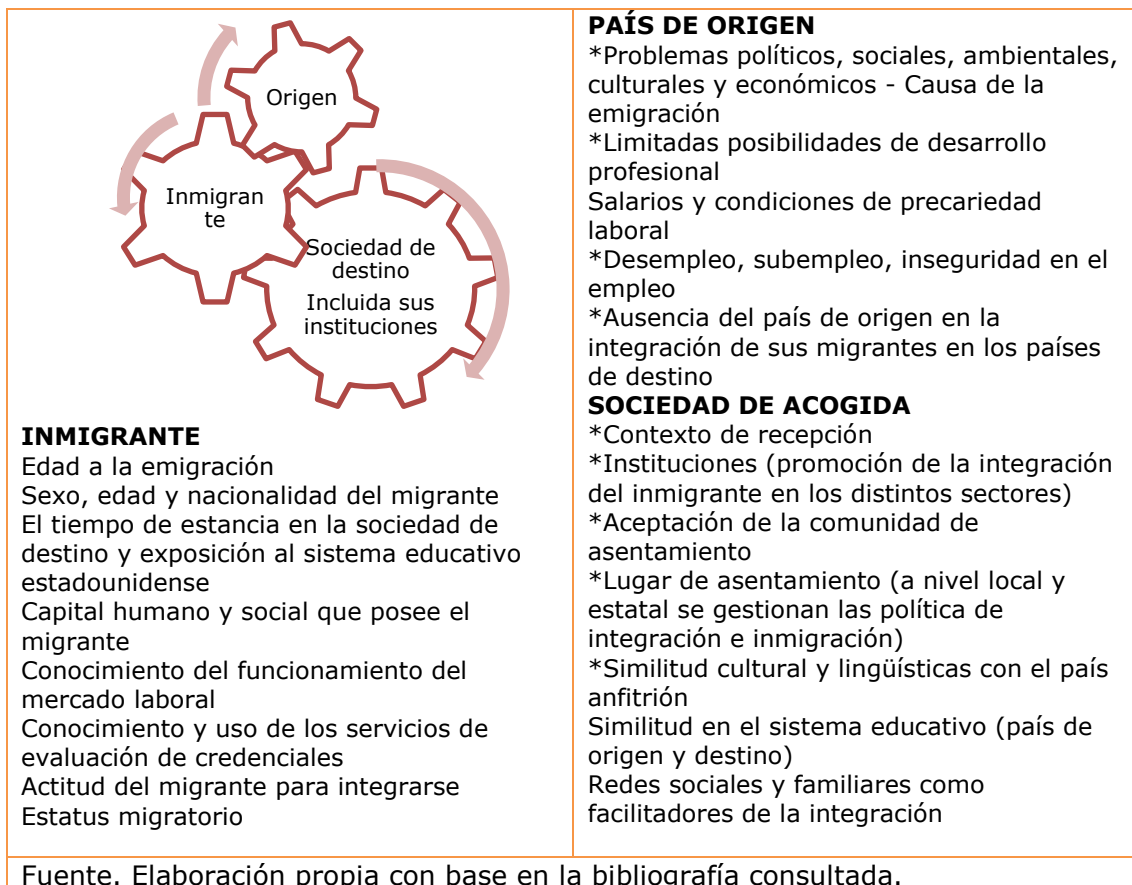 Origen
Inmigran
te
Sociedad de
destino
Incluida sus
instituciones
INMIGRANTE
Edad a la emigración
Sexo, edad y nacionalidad del migrante
El tiempo de estancia en la sociedad de
destino y exposición al sistema educativo
estadounidense
Capital humano y social que posee el
migrante
Conocimiento del funcionamiento del
mercado laboral
Conocimiento y uso de los servicios de
evaluación de credenciales
Actitud del migrante para integrarse
Estatus migratorio
PAÍS DE ORIGEN
*Problemas políticos, sociales, ambientales,
culturales y económicos - Causa de la
emigración
*Limitadas posibilidades de desarrollo
profesional
Salarios y condiciones de precariedad
laboral
*Desempleo, subempleo, inseguridad en el
empleo
*Ausencia del país de origen en la
integración de sus migrantes en los países
de destino
SOCIEDAD DE ACOGIDA
*Contexto de recepción
*Instituciones (promoción de la integración
del inmigrante en los distintos sectores)
*Aceptación de la comunidad de
asentamiento
*Lugar de asentamiento (a nivel local y
estatal se gestionan las política de
integración e inmigración)
*Similitud cultural y lingüísticas con el país
anfitrión
Similitud en el sistema educativo (país de
origen y destino)
Redes sociales y familiares como
facilitadores de la integración
Fuente. Elaboración propia con base en la bibliografía consultada.